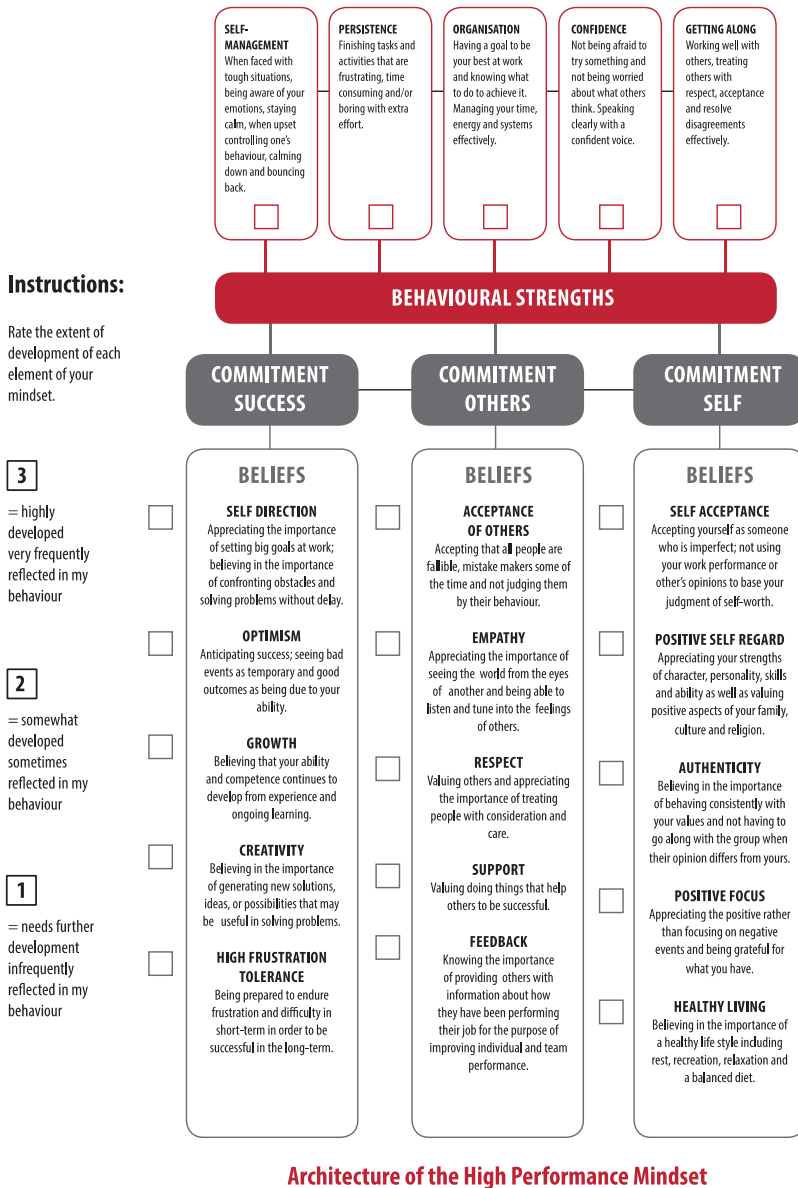 SELF-
MANAGEMENT
When faced with
tough situations,
being aware of your
emotions, staying
calm, when upset
controlling one's
behaviour, calming
down and bouncing
back.
PERSISTENCE
Finishing tasks and
activities that are
frustrating, time
consuming and/or
boring with extra
effort.
ORGANISATION
Having a goal to be
your best at work
and knowing what
to do to achieve it.
Managing your time,
energy and systems
effectively.
CONFIDENCE
Not being afraid to
try something and
not being worried
about what others
think. Speaking
clearly with a
confident voice.
GETTING ALONG
Working well with
others, treating
others with
respect, acceptance
and resolve
disagreements
effectively.
BEHAVIOURAL STRENGTHS
Instructions:
Rate the extent of
development of each
element of your
mindset.
3
= highly
developed
very frequently
reflected in my
behaviour
2
= somewhat
developed
sometimes
reflected in my
behaviour
1
= needs further
development
infrequently
reflected in my
behaviour
COMMITMENT
SUCCESS
BELIEFS
SELF DIRECTION
Appreciating the importance
of setting big goals at work;
believing in the importance
of confronting obstacles and
solving problems without delay.
OPTIMISM
Anticipating success; seeing bad
events as temporary and good
outcomes as being due to your
ability.
GROWTH
Believing that your ability
and competence continues to
develop from experience and
ongoing learning.
CREATIVITY
Believing in the importance
of generating new solutions,
ideas, or possibilities that may
be useful in solving problems.
HIGH FRUSTRATION
TOLERANCE
Being prepared to endure
frustration and difficulty in
short-term in order to be
successful in the long-term.
COMMITMENT
OTHERS
BELIEFS
ACCEPTANCE
OF OTHERS
Accepting that all people are
fallible, mistake makers some of
the time and not judging them
by their behaviour.
EMPATHY
Appreciating the importance of
seeing the world from the eyes
of another and being able to
listen and tune into the feelings
of others.
RESPECT
Valuing others and appreciating
the importance of treating
people with consideration and
care.
SUPPORT
Valuing doing things that help
others to be successful.
FEEDBACK
Knowing the importance
of providing others with
information about how
they have been performing
their job for the purpose of
improving individual and team
performance.
COMMITMENT
SELF
BELIEFS
SELF ACCEPTANCE
Accepting yourself as someone
who is imperfect; not using
your work performance or
other's opinions to base your
judgment of self-worth.
POSITIVE SELF REGARD
Appreciating your strengths
of character, personality, skills
and ability as well as valuing
positive aspects of your family,
culture and religion.
AUTHENTICITY
Believing in the importance
of behaving consistently with
your values and not having to
go along with the group when
their opinion differs from yours.
POSITIVE FOCUS
Appreciating the positive rather
than focusing on negative
events and being grateful for
what you have.
HEALTHY LIVING
Believing in the importance of
a healthy life style including
rest, recreation, relaxation and
a balanced diet.
Architecture of the High Performance Mindset